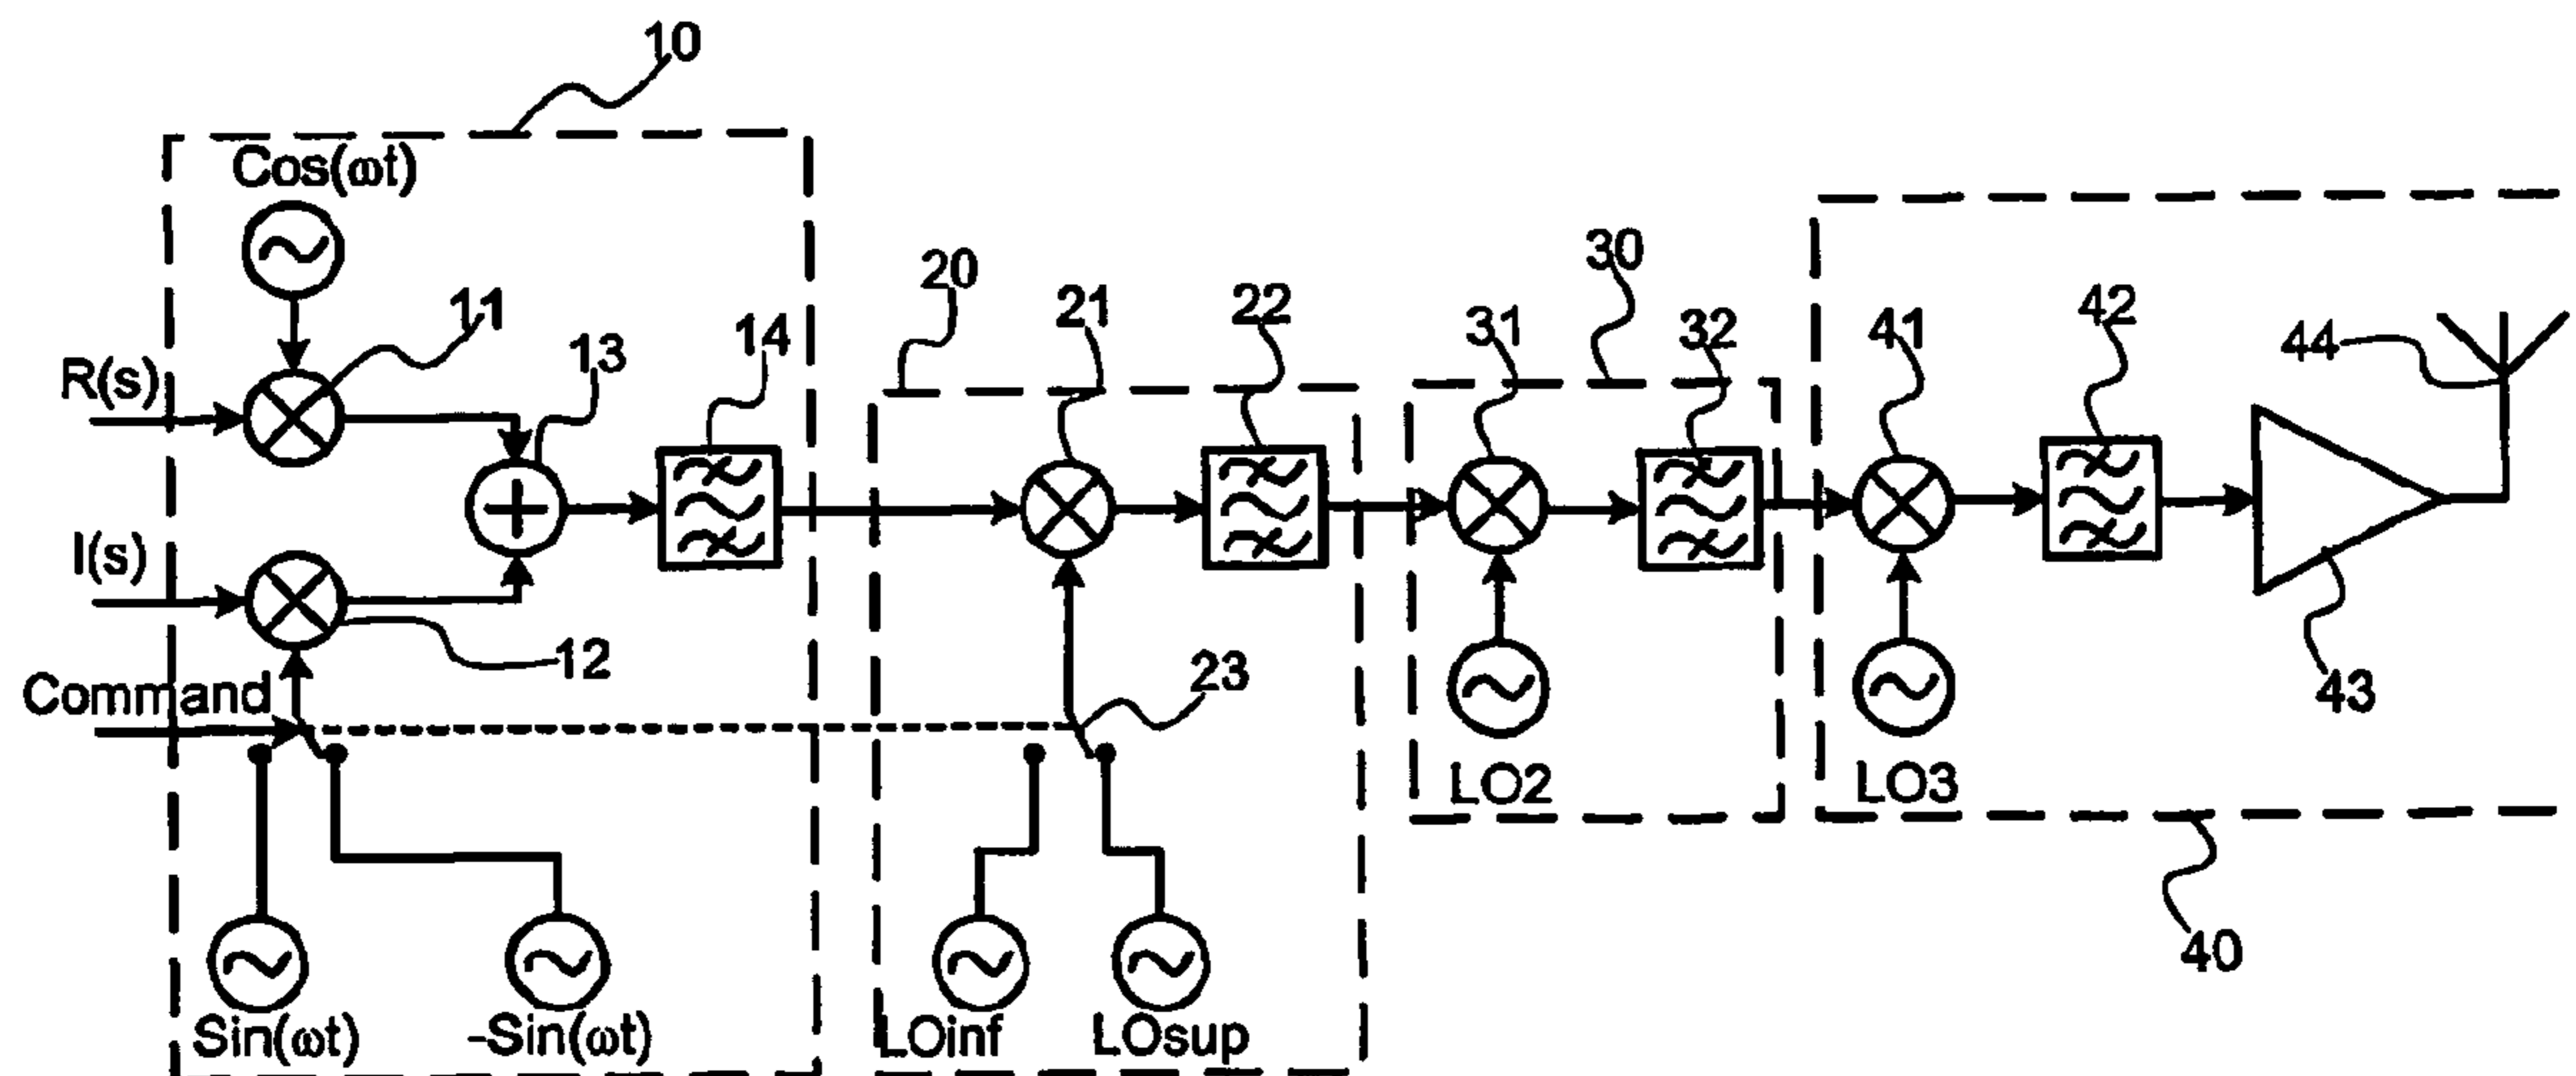 10
Cos(ωt)
11
13
14
R(s)
I(s)
12
Command
Sin(ωt)
-Sin(ωt)
20
21
22
23
LOinf
LOsup
30
31
32
LO2
41
42
44
43
LO3
40